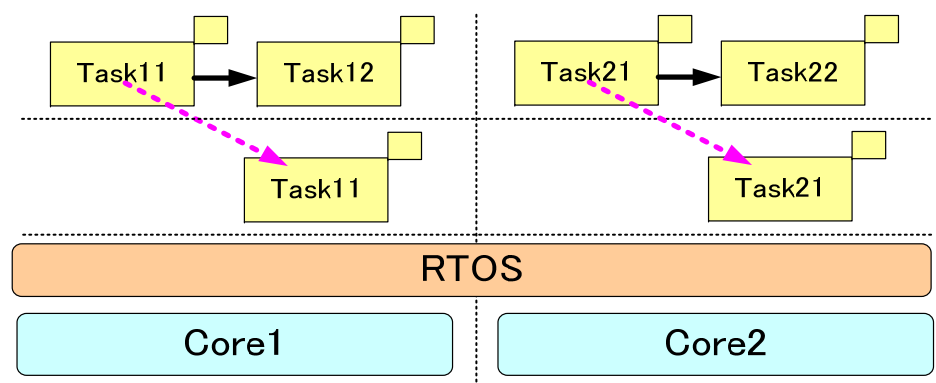 Task11
Task12
Task21
Task22
Task11
Task21
RTOS
Core1
Core2